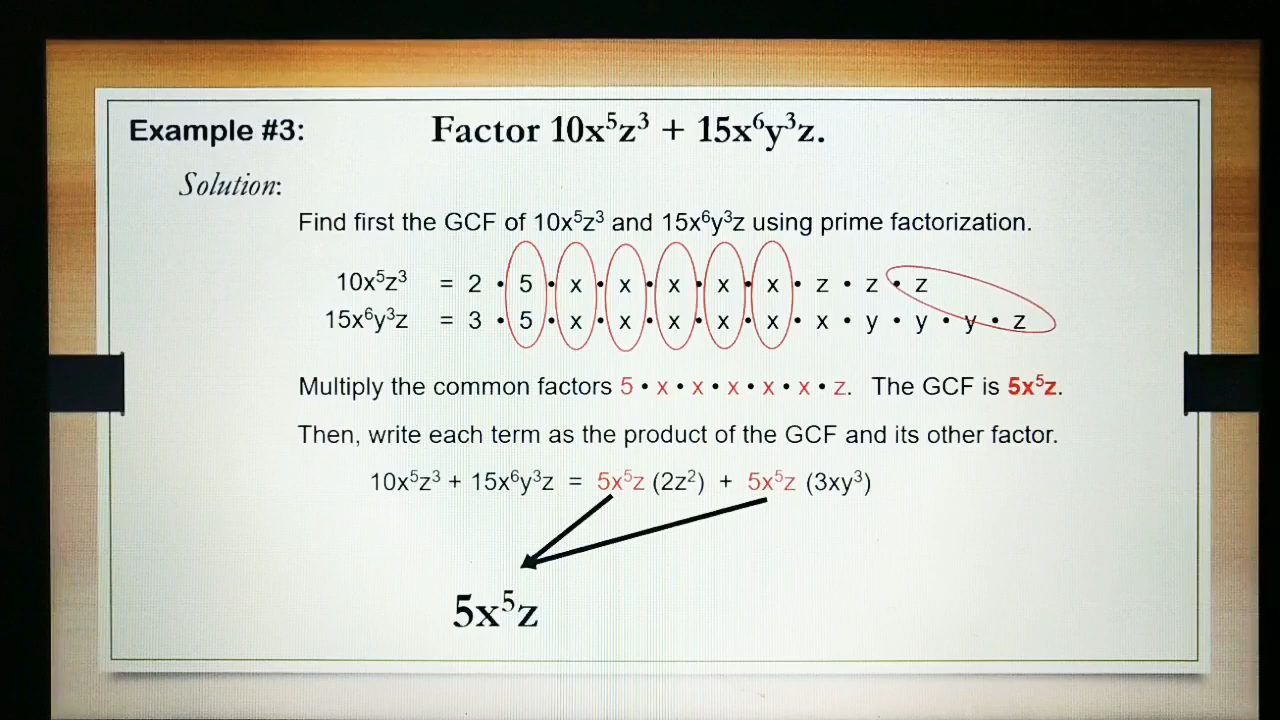 Example #3: Factor 10x⁵z³ + 15x⁶y³z.
Solution:
Find first the GCF of 10x⁵z³ and 15x⁶y³z using prime factorization.
10x⁵z³ = 2 • 5 • x • x • x • x • x • z • z • z
15x⁶y³z = 3 • 5 • x • x • x • x • x • x • y • y • y • z
Multiply the common factors 5 • x • x • x • x • x • z. The GCF is 5x⁵z.
Then, write each term as the product of the GCF and its other factor.
10x⁵z³ + 15x⁶y³z = 5x⁵z (2z²) + 5x⁵z (3xy³)
5x⁵z